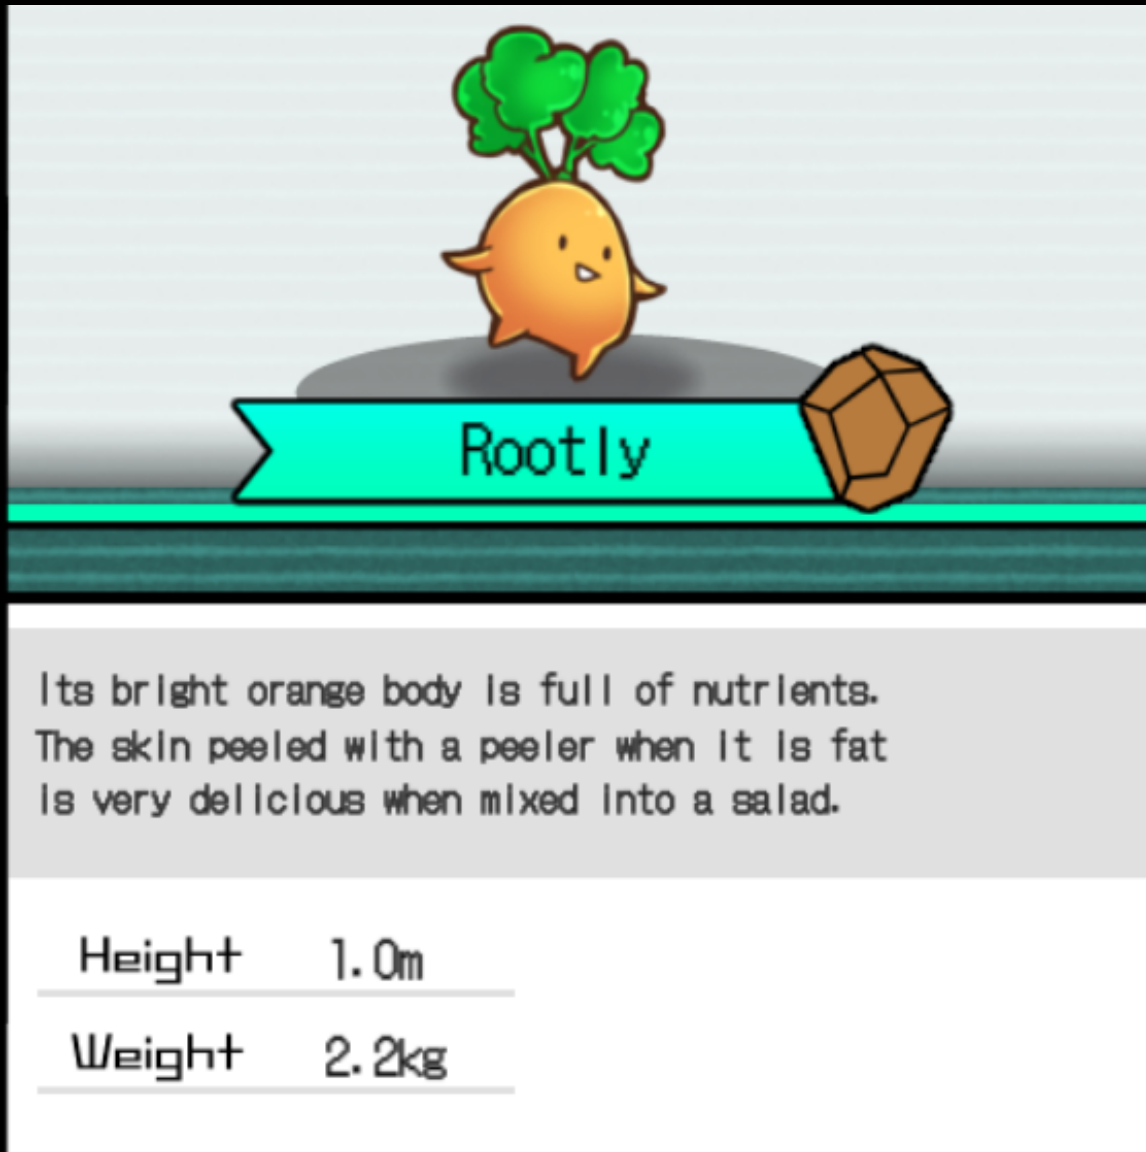 Rootly
Its bright orange body is full of nutrients.
The skin peeled with a peeler when it is fat
is very delicious when mixed into a salad.
Height 1.0m
Weight 2.2kg